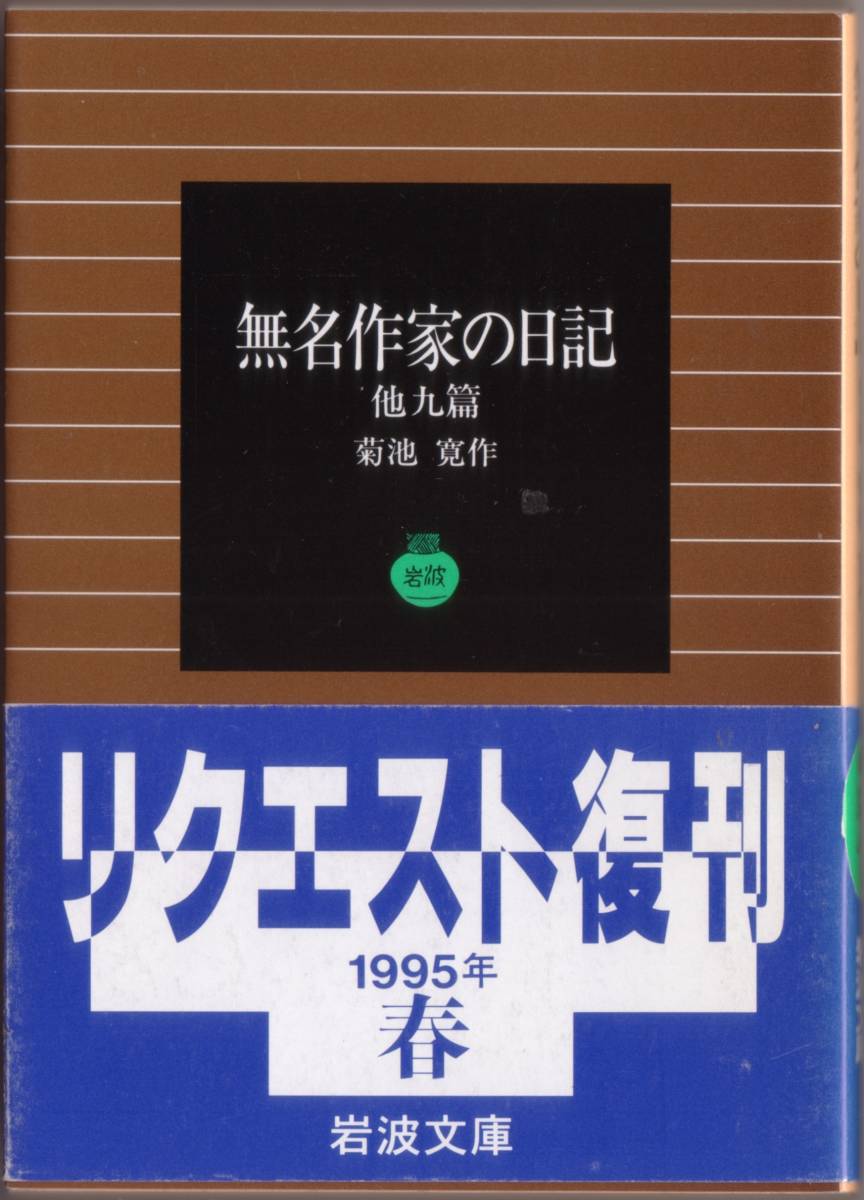 無名作家の日記
他九篇
菊池 寛作
岩波
リクエスト復刊
1995年
春
岩波文庫